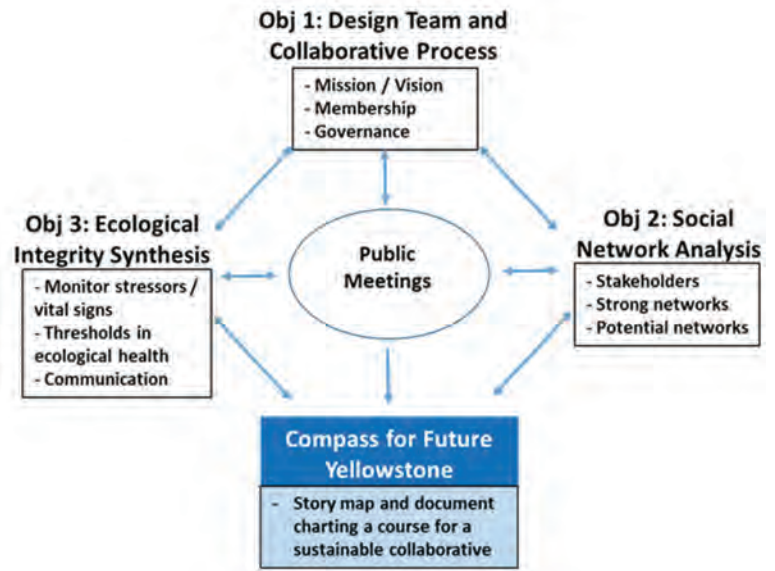 Obj 1: Design Team and
Collaborative Process
- Mission / Vision
- Membership
- Governance
Obj 3: Ecological
Integrity Synthesis
- Monitor stressors /
vital signs
- Thresholds in
ecological health
- Communication
Public
Meetings
Obj 2: Social
Network Analysis
- Stakeholders
- Strong networks
- Potential networks
Compass for Future
Yellowstone
- Story map and document
charting a course for a
sustainable collaborative